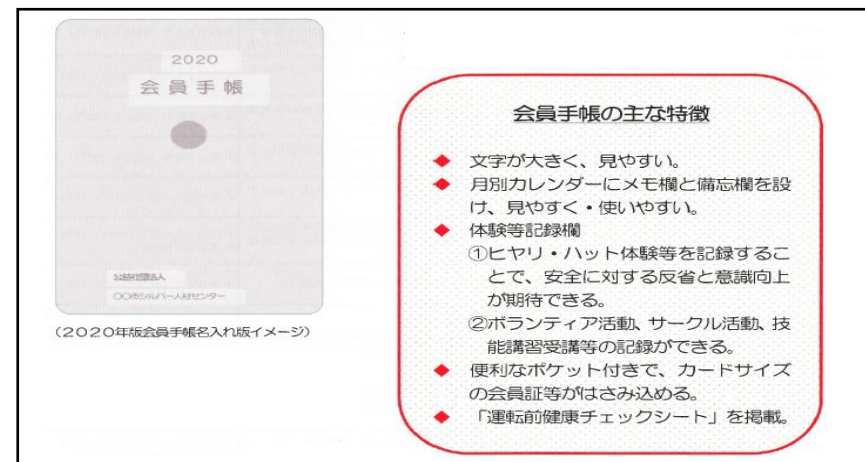 2020
会員手帳
公益社団法人
〇〇市シルバー人材センター
(2020年版会員手帳名入れ版イメージ)
会員手帳の主な特徴
◆ 文字が大きく、見やすい。
◆ 月別カレンダーにメモ欄と備忘欄を設
け、見やすく・使いやすい。
◆ 体験等記録欄
①ヒヤリ・ハット体験等を記録するこ
とで、安全に対する反省と意識向上
が期待できる。
②ボランティア活動、サークル活動、技
能講習受講等の記録ができる。
◆ 便利なポケット付きで、カードサイズ
の会員証等がはさみ込める。
◆ 「運転前健康チェックシート」を掲載。